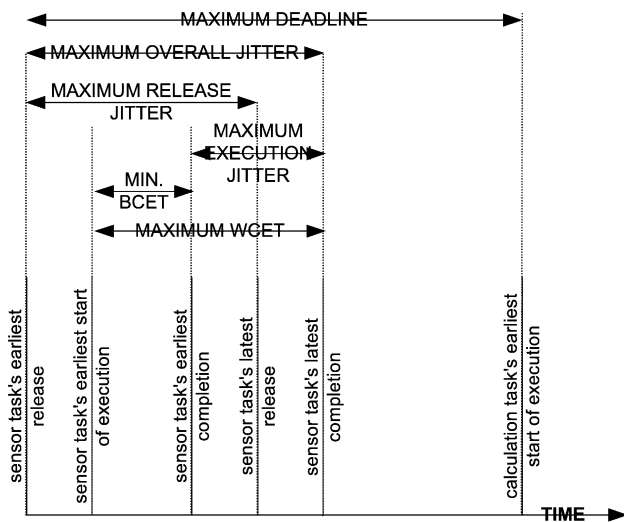 MAXIMUM DEADLINE
MAXIMUM OVERALL JITTER
MAXIMUM RELEASE
JITTER
MAXIMUM
EXECUTION
JITTER
MIN.
BCET
MAXIMUM WCET
sensor task's earliest
release
sensor task's earliest start
of execution
sensor task's earliest
completion
sensor task's latest
release
sensor task's latest
completion
calculation task's earliest
start of execution
TIME